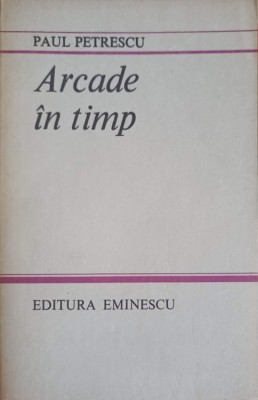 PAUL PETRESCU
Arcade
în timp
EDITURA EMINESCU